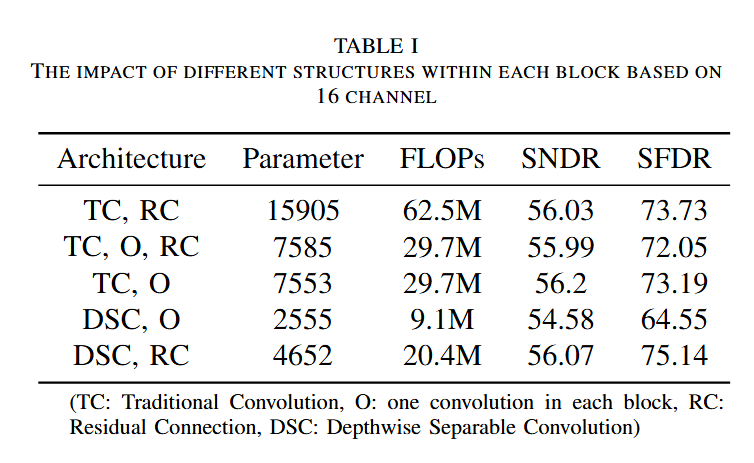 TABLE I
THE IMPACT OF DIFFERENT STRUCTURES WITHIN EACH BLOCK BASED ON
16 CHANNEL
Architecture Parameter FLOPs SNDR SFDR
TC, RC 15905 62.5M 56.03 73.73
TC, O, RC 7585 29.7M 55.99 72.05
TC, O 7553 29.7M 56.2 73.19
DSC, O 2555 9.1M 54.58 64.55
DSC, RC 4652 20.4M 56.07 75.14
(TC: Traditional Convolution, O: one convolution in each block, RC:
Residual Connection, DSC: Depthwise Separable Convolution)